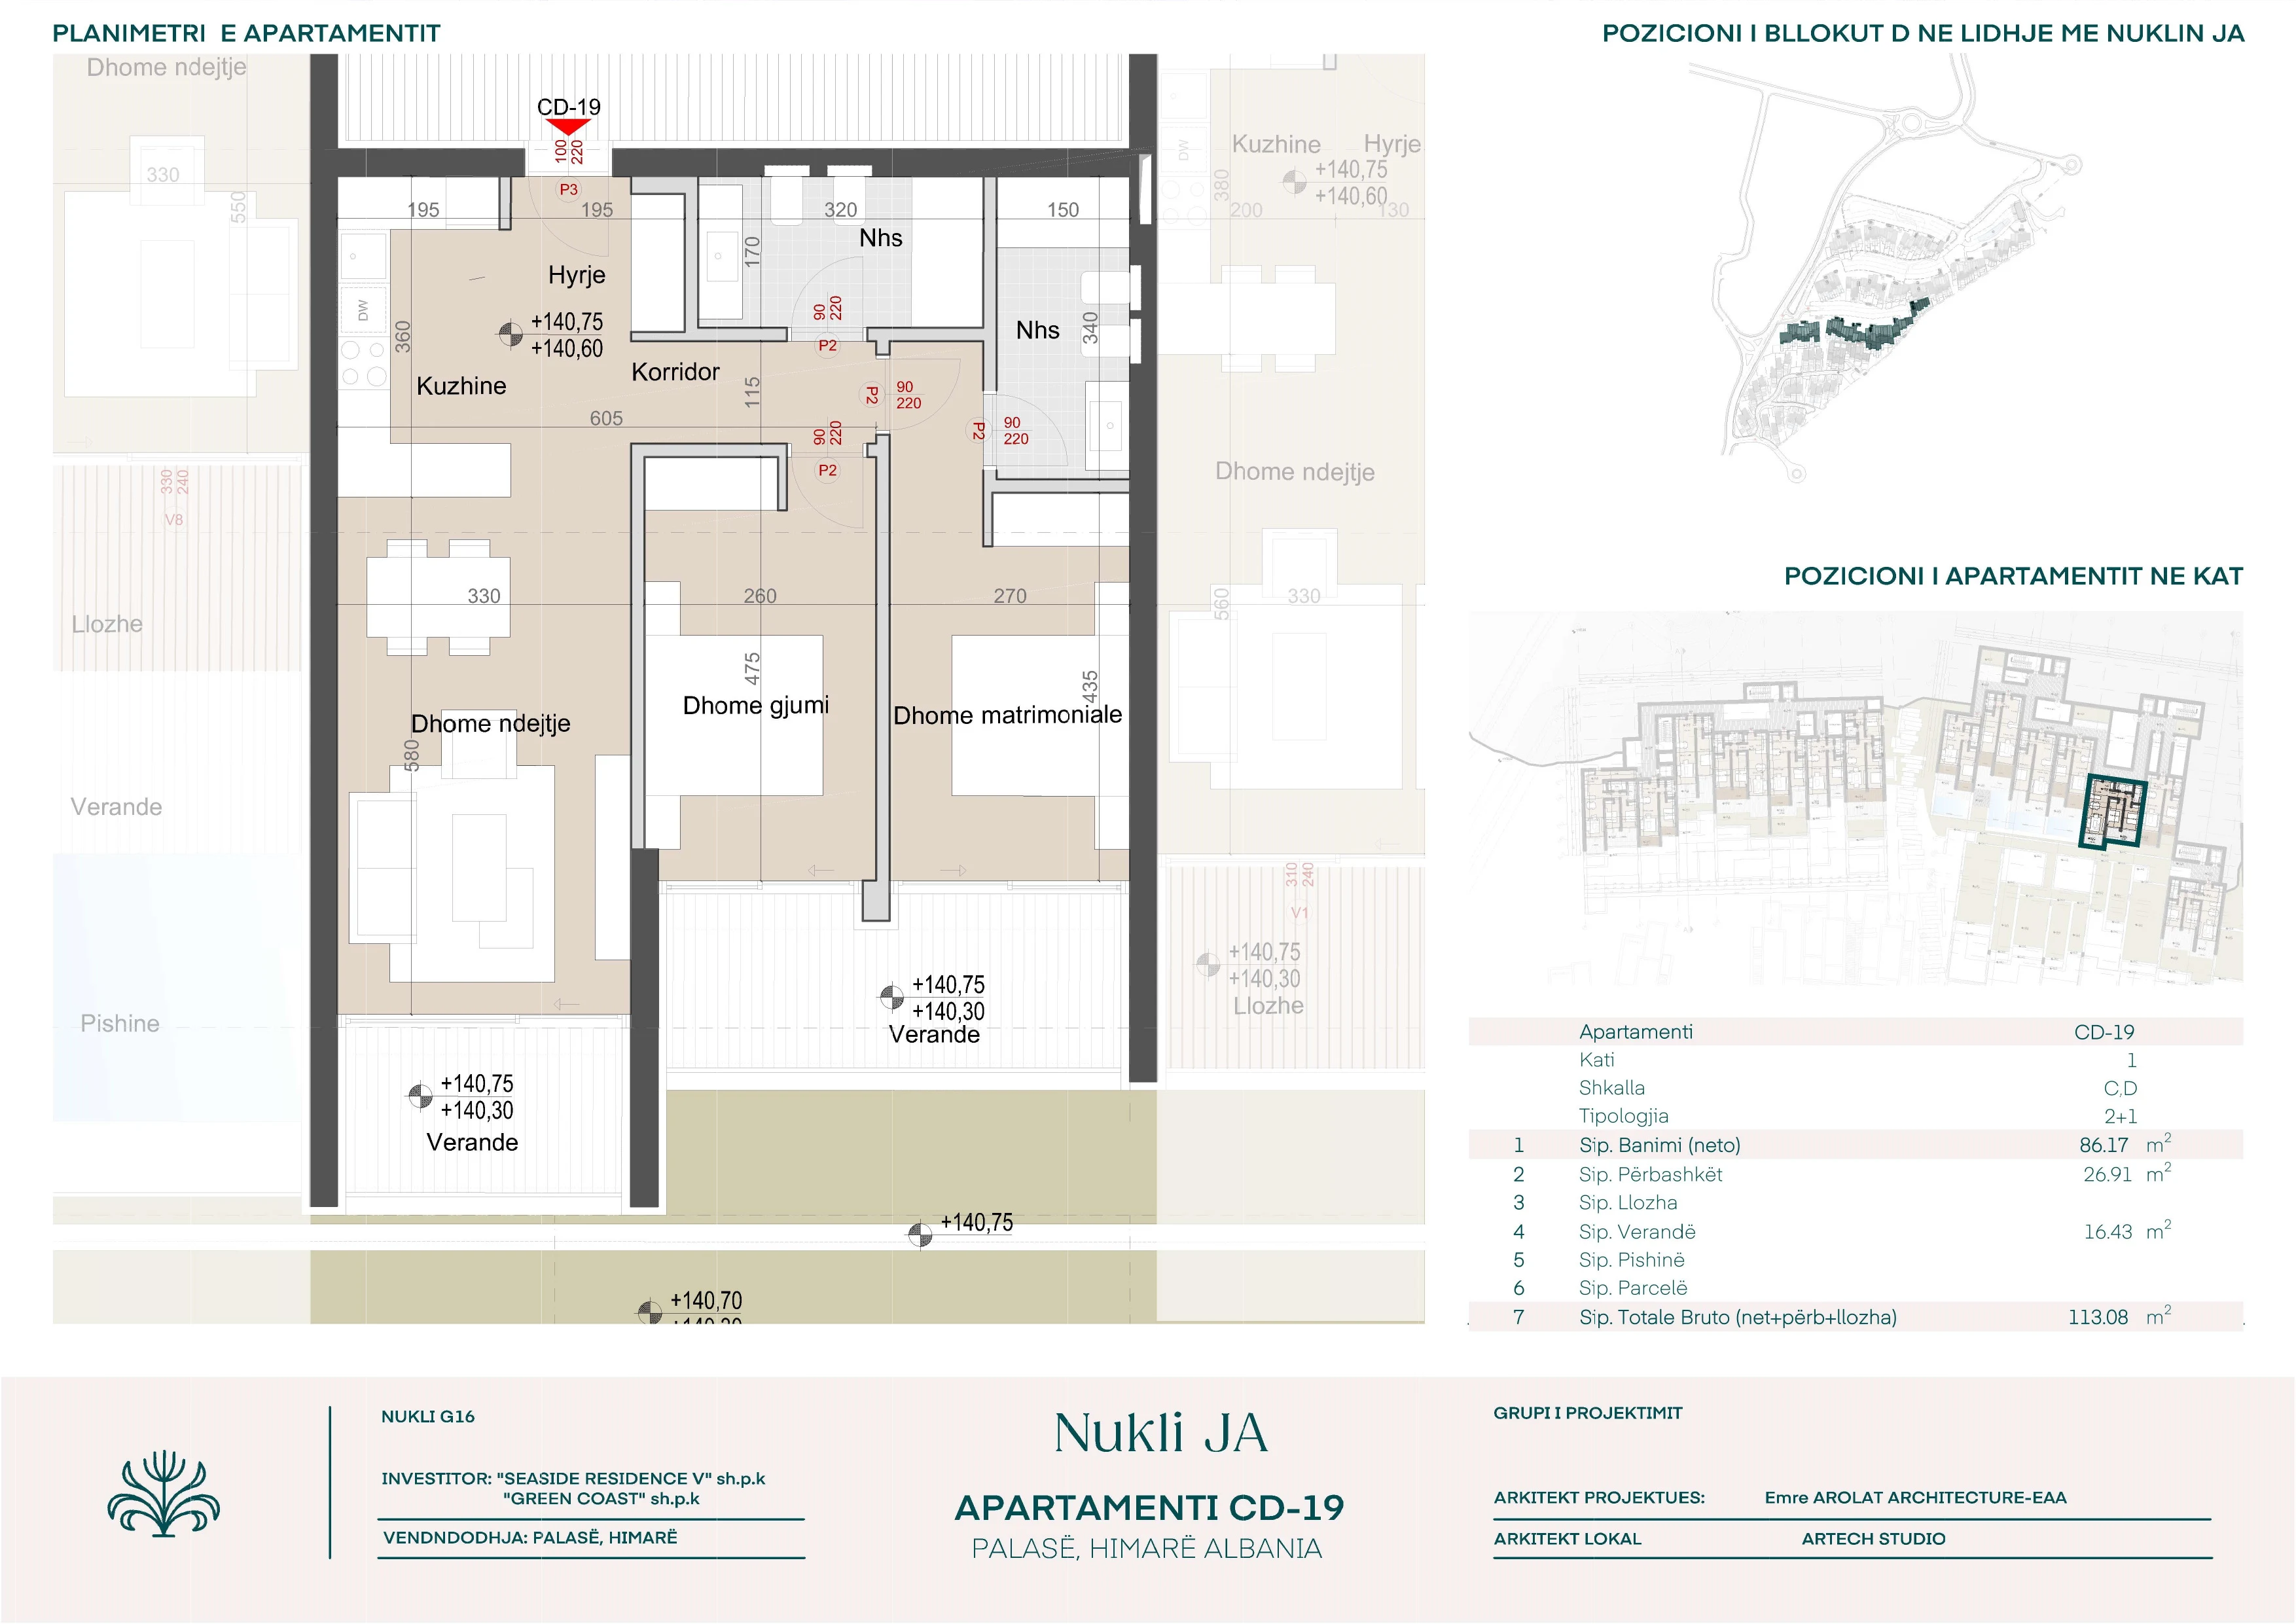 PLANIMETRI E APARTAMENTIT
POZICIONI I BLLOKUT D NE LIDHJE ME NUKLIN JA
Dhome ndejtje
330
550
CD-19
100
220
P3
195
195
320
150
Kuzhine
Hyrje
+140,75
+140,60
380
200
130
DW
Nhs
170
Hyrje
DW
360
+140,75
+140,60
90
220
P2
Nhs
340
Kuzhine
Korridor
115
P2
90
220
605
90
220
P2
P2
90
220
Dhome ndejtje
330
240
V8
POZICIONI I APARTAMENTIT NE KAT
330
260
270
560
330
Llozhe
475
435
Dhome gjumi
Dhome matrimoniale
Dhome ndejtje
580
Verande
310
240
V1
+140,75
+140,30
Llozhe
+140,75
+140,30
Verande
Pishine
+140,75
+140,30
Verande
+140,75
+140,70
Apartamenti CD-19
Kati 1
Shkalla C,D
Tipologjia 2+1
1 Sip. Banimi (neto) 86.17 m²
2 Sip. Përbashkët 26.91 m²
3 Sip. Llozha
4 Sip. Verandë 16.43 m²
5 Sip. Pishinë
6 Sip. Parcelë
7 Sip. Totale Bruto (net+përb+llozha) 113.08 m²
NUKLI G16
INVESTITOR: "SEASIDE RESIDENCE V" sh.p.k
"GREEN COAST" sh.p.k
VENDNDODHJA: PALASË, HIMARË
Nukli JA
APARTAMENTI CD-19
PALASË, HIMARË ALBANIA
GRUPI I PROJEKTIMIT
ARKITEKT PROJEKTUES: Emre AROLAT ARCHITECTURE-EAA
ARKITEKT LOKAL ARTECH STUDIO